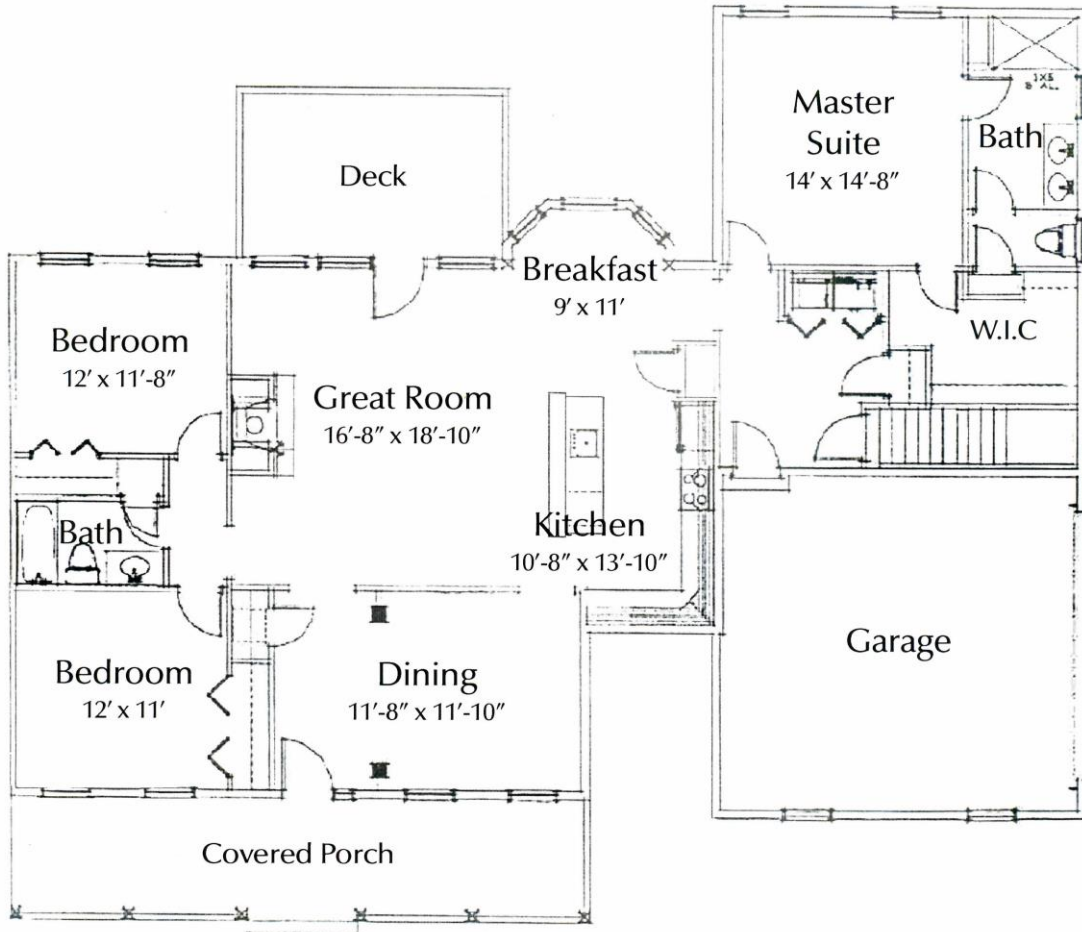 Master
Suite
14′ x 14′-8″
1X5
Bath
Deck
Breakfast
9′ x 11′
W.I.C
Bedroom
12′ x 11′-8″
Great Room
16′-8″ x 18′-10″
Bath
Kitchen
10′-8″ x 13′-10″
Garage
Bedroom
12′ x 11′
Dining
11′-8″ x 11′-10″
Covered Porch